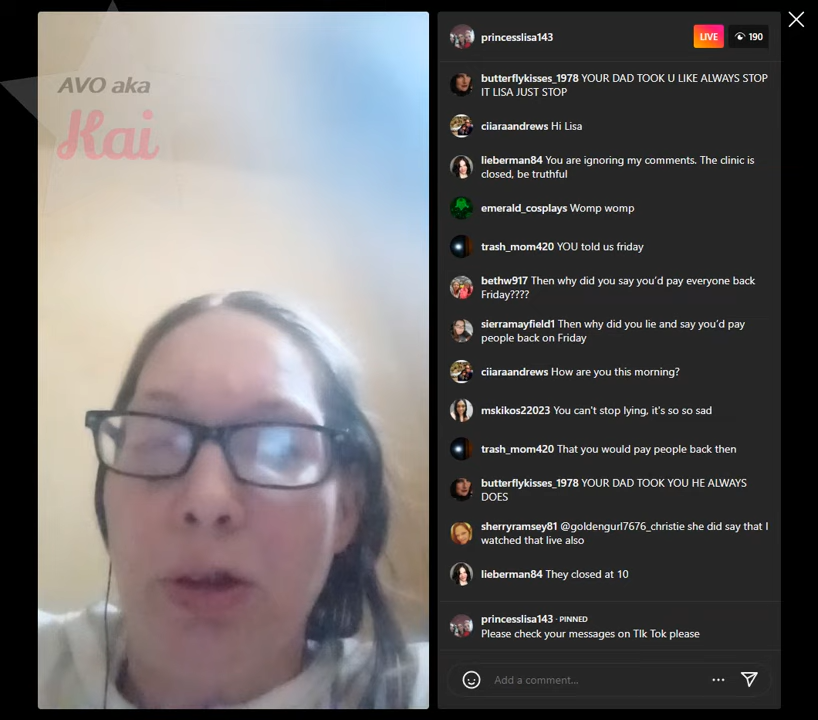 AVO aka
Kai
princesslisa143
LIVE
190
butterflykisses_1978 YOUR DAD TOOK U LIKE ALWAYS STOP
IT LISA JUST STOP
ciiaraandrews Hi Lisa
lieberman84 You are ignoring my comments. The clinic is
closed, be truthful
emerald_cosplays Womp womp
trash_mom420 YOU told us friday
bethw917 Then why did you say you'd pay everyone back
Friday????
sierramayfield1 Then why did you lie and say you'd pay
people back on Friday
ciiaraandrews How are you this morning?
mskikos22023 You can't stop lying, it's so so sad
trash_mom420 That you would pay people back then
butterflykisses_1978 YOUR DAD TOOK YOU HE ALWAYS
DOES
sherryramsey81 @goldengurl7676_christie she did say that I
watched that live also
lieberman84 They closed at 10
princesslisa143 · PINNED
Please check your messages on TIk Tok please
Add a comment...